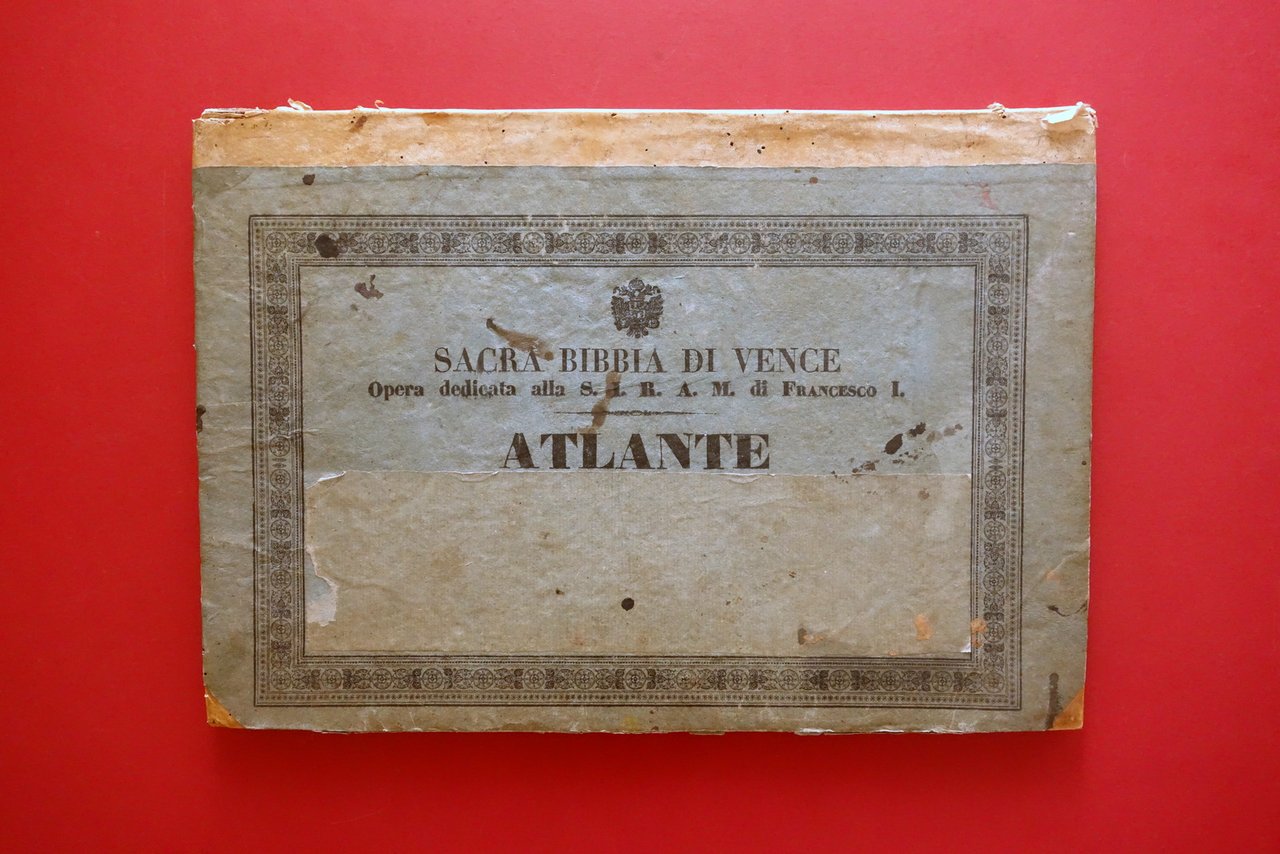 SACRA BIBBIA DI VENCE
Opera dedicata alla S. I. R. A. M. di FRANCESCO I.
ATLANTE